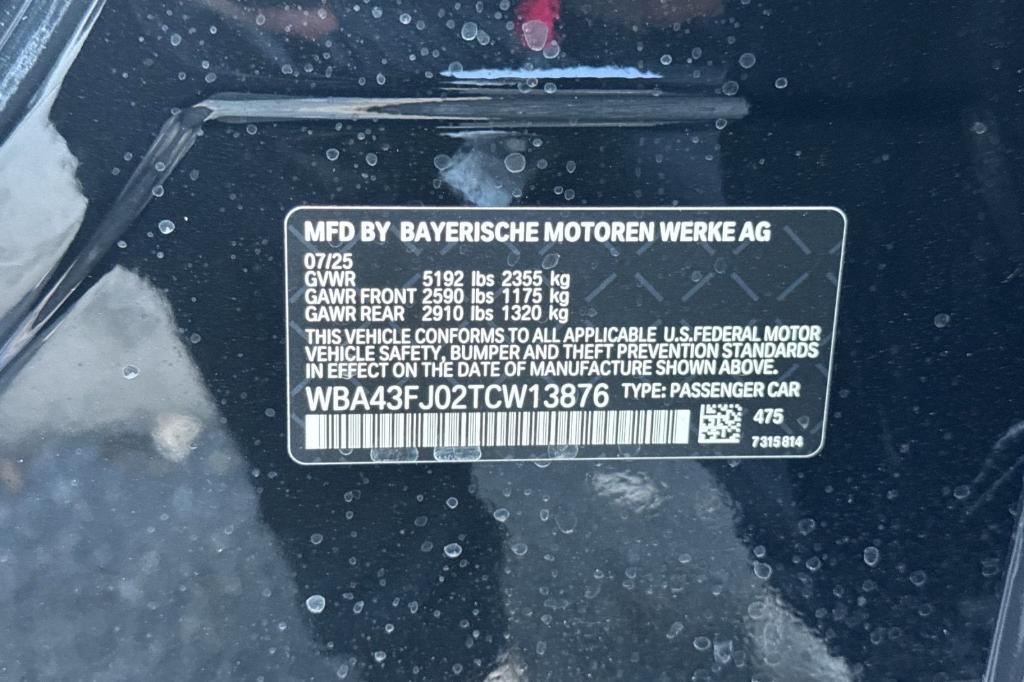 MFD BY BAYERISCHE MOTOREN WERKE AG
07/25
GVWR 5192 lbs 2355 kg
GAWR FRONT 2590 lbs 1175 kg
GAWR REAR 2910 lbs 1320 kg
THIS VEHICLE CONFORMS TO ALL APPLICABLE U.S.FEDERAL MOTOR
VEHICLE SAFETY, BUMPER AND THEFT PREVENTION STANDARDS
IN EFFECT ON THE DATE OF MANUFACTURE SHOWN ABOVE.
WBA43FJ02TCW13876 TYPE: PASSENGER CAR
475
7315814